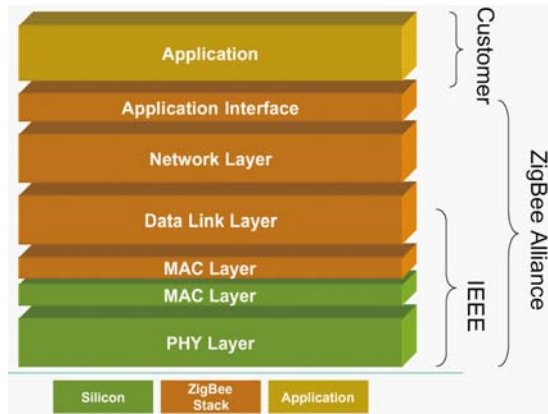 Application
Application Interface
Network Layer
Data Link Layer
MAC Layer
MAC Layer
PHY Layer
Customer
IEEE
ZigBee Alliance
Silicon
ZigBee
Stack
Application